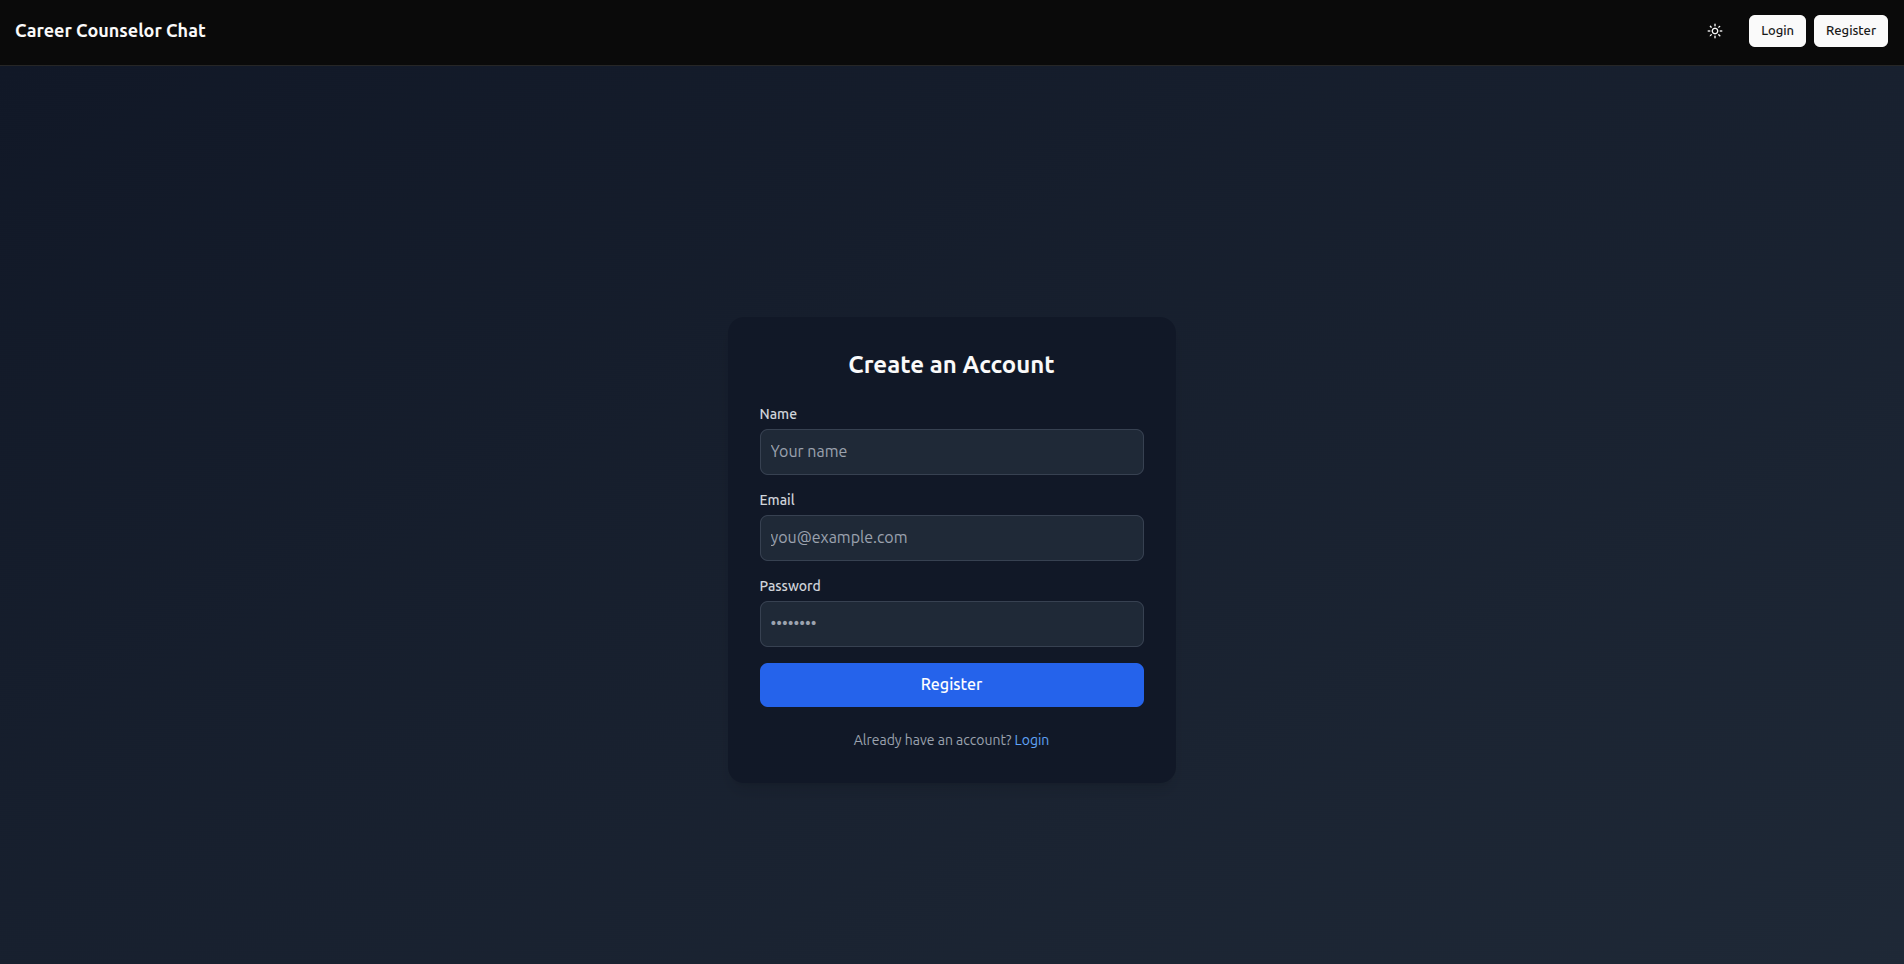 Career Counselor Chat
Login
Register
Create an Account
Name
Your name
Email
you@example.com
Password
••••••••
Register
Already have an account? Login